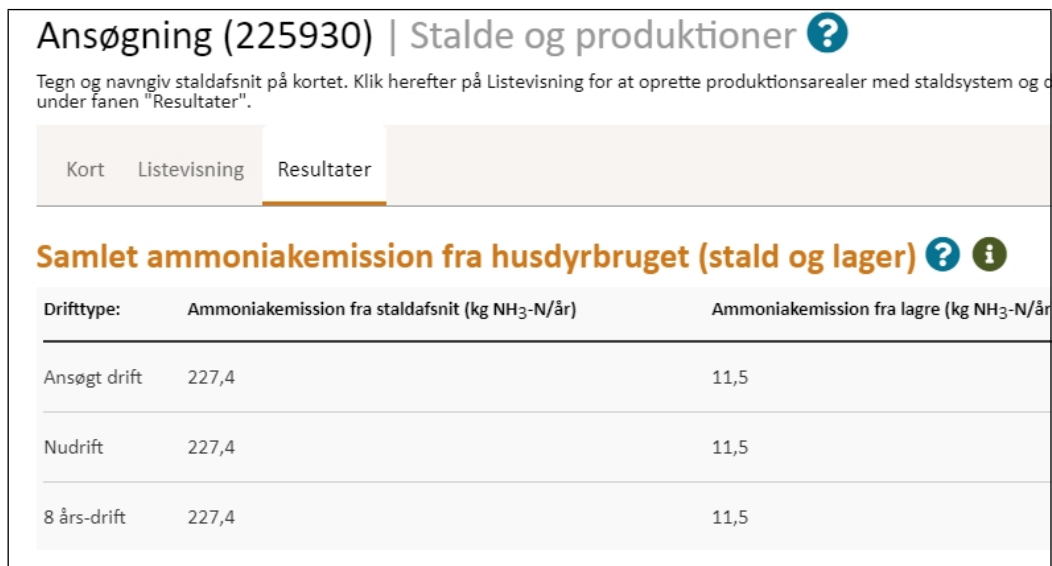 Ansøgning (225930) | Stalde og produktioner ?
Tegn og navngiv staldafsnit på kortet. Klik herefter på Listevisning for at oprette produktionsarealer med staldsystem og
under fanen "Resultater".
Kort Listevisning Resultater
Samlet ammoniakemission fra husdyrbruget (stald og lager) ? i
Drifttype: Ammoniakemission fra staldafsnit (kg NH3-N/år) Ammoniakemission fra lagre (kg NH3-N/år
Ansøgt drift 227,4 11,5
Nudrift 227,4 11,5
8 års-drift 227,4 11,5